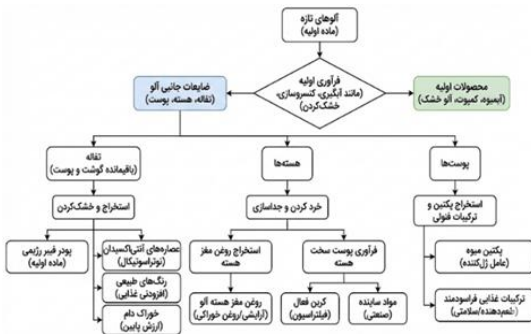 آلوهای تازه
(ماده اولیه)
فرآوری اولیه
(مانند آبگیری، کنسروسازی،
خشک‌کردن)
محصولات اولیه
(آبمیوه، کمپوت، آلو خشک)
ضایعات جانبی آلو
(تفاله، هسته، پوست)
پوست‌ها
هسته‌ها
تفاله
(باقیمانده گوشت و پوست)
استخراج پکتین و
ترکیبات فنولی
خرد کردن و جداسازی
استخراج و خشک‌کردن
پکتین میوه
(عامل ژل‌کننده)
ترکیبات غذایی فراسودمند
(طعم‌دهنده/سلامتی)
فرآوری پوست سخت
هسته
استخراج روغن مغز
هسته
مواد ساینده
(صنعتی)
کربن فعال
(فیلتراسیون)
روغن مغز هسته آلو
(آرایشی/روغن خوراکی)
عصاره‌های آنتی‌اکسیدان
(نوتراسونیکال)
رنگ‌های طبیعی
(افزودنی غذایی)
خوراک دام
(ارزش پایین)
پودر فیبر رژیمی
(ماده اولیه)